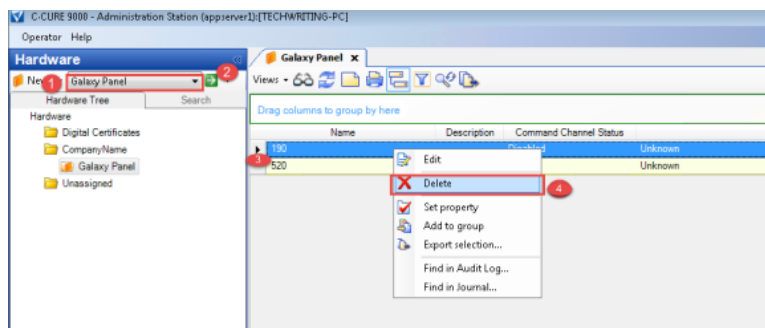 C-CURE 9000 - Administration Station (appserver1):[TECHWRITING-PC]
Operator Help
Hardware
Galaxy Panel x
New
1
Galaxy Panel
2
Views
Hardware Tree Search
Drag columns to group by here
Hardware
Digital Certificates
CompanyName
Galaxy Panel
Unassigned
Name Description Command Channel Status
190 Disabled Unknown
3
520 Unknown
Edit
Delete
4
Set property
Add to group
Export selection...
Find in Audit Log...
Find in Journal...